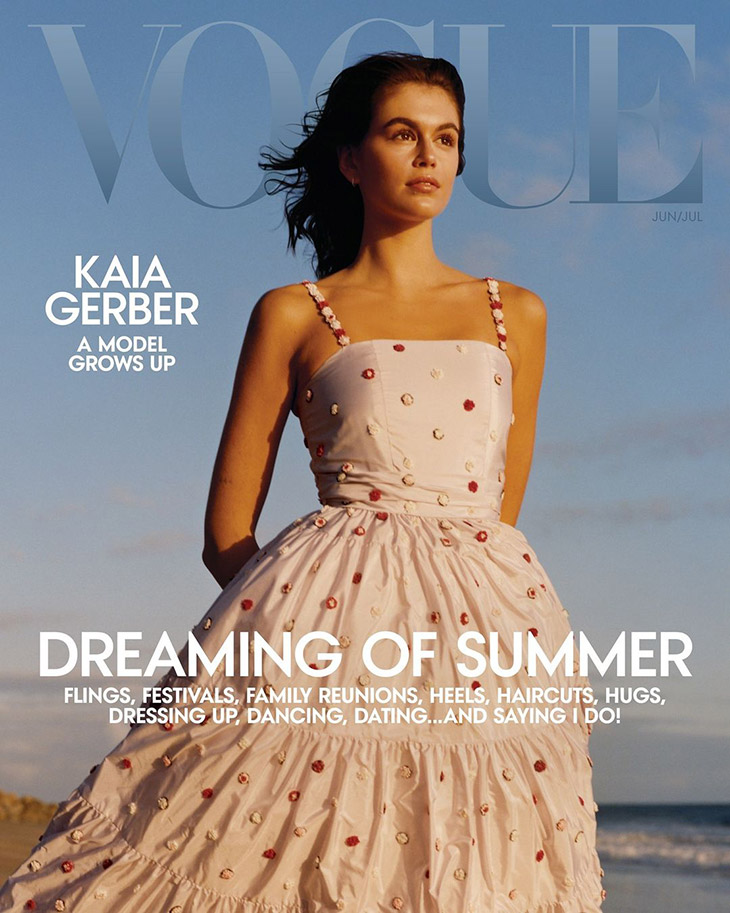 VOGUE
JUN/JUL
KAIA
GERBER
A MODEL
GROWS UP
DREAMING OF SUMMER
FLINGS, FESTIVALS, FAMILY REUNIONS, HEELS, HAIRCUTS, HUGS,
DRESSING UP, DANCING, DATING...AND SAYING I DO!